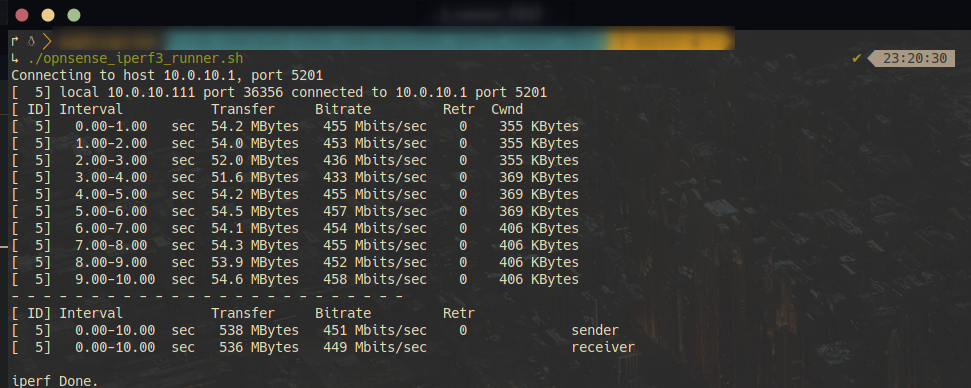 ./opnsense_iperf3_runner.sh ✔ 23:20:30
Connecting to host 10.0.10.1, port 5201
[  5] local 10.0.10.111 port 36356 connected to 10.0.10.1 port 5201
[ ID] Interval           Transfer     Bitrate         Retr  Cwnd
[  5]   0.00-1.00   sec  54.2 MBytes   455 Mbits/sec    0    355 KBytes
[  5]   1.00-2.00   sec  54.0 MBytes   453 Mbits/sec    0    355 KBytes
[  5]   2.00-3.00   sec  52.0 MBytes   436 Mbits/sec    0    355 KBytes
[  5]   3.00-4.00   sec  51.6 MBytes   433 Mbits/sec    0    369 KBytes
[  5]   4.00-5.00   sec  54.2 MBytes   455 Mbits/sec    0    369 KBytes
[  5]   5.00-6.00   sec  54.5 MBytes   457 Mbits/sec    0    369 KBytes
[  5]   6.00-7.00   sec  54.1 MBytes   454 Mbits/sec    0    406 KBytes
[  5]   7.00-8.00   sec  54.3 MBytes   455 Mbits/sec    0    406 KBytes
[  5]   8.00-9.00   sec  53.9 MBytes   452 Mbits/sec    0    406 KBytes
[  5]   9.00-10.00  sec  54.6 MBytes   458 Mbits/sec    0    406 KBytes
- - - - - - - - - - - - - - - - - - - - - - - - -
[ ID] Interval           Transfer     Bitrate         Retr
[  5]   0.00-10.00  sec   538 MBytes   451 Mbits/sec    0             sender
[  5]   0.00-10.00  sec   536 MBytes   449 Mbits/sec                  receiver
iperf Done.